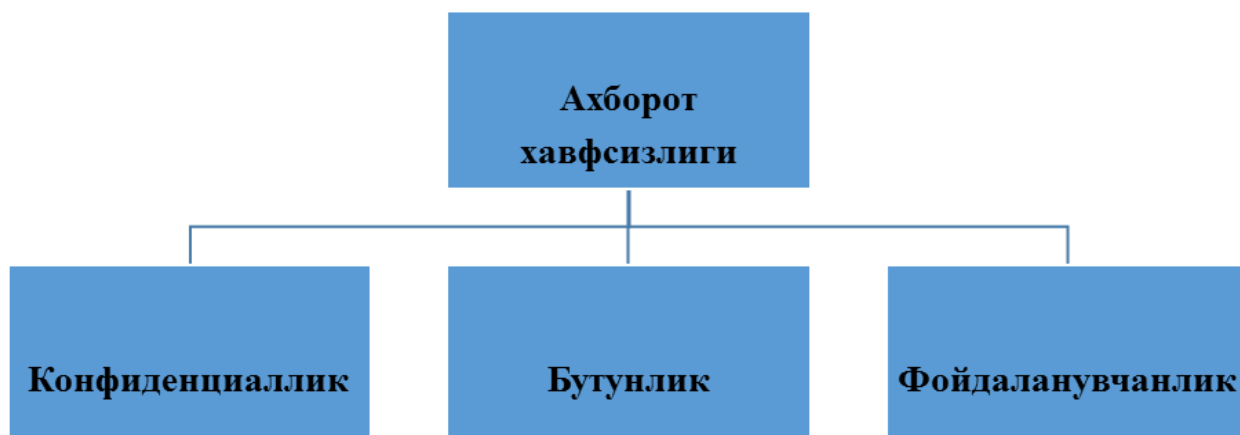 Ахборот
хавфсизлиги
Конфиденциаллик
Бутунлик
Фойдаланувчанлик